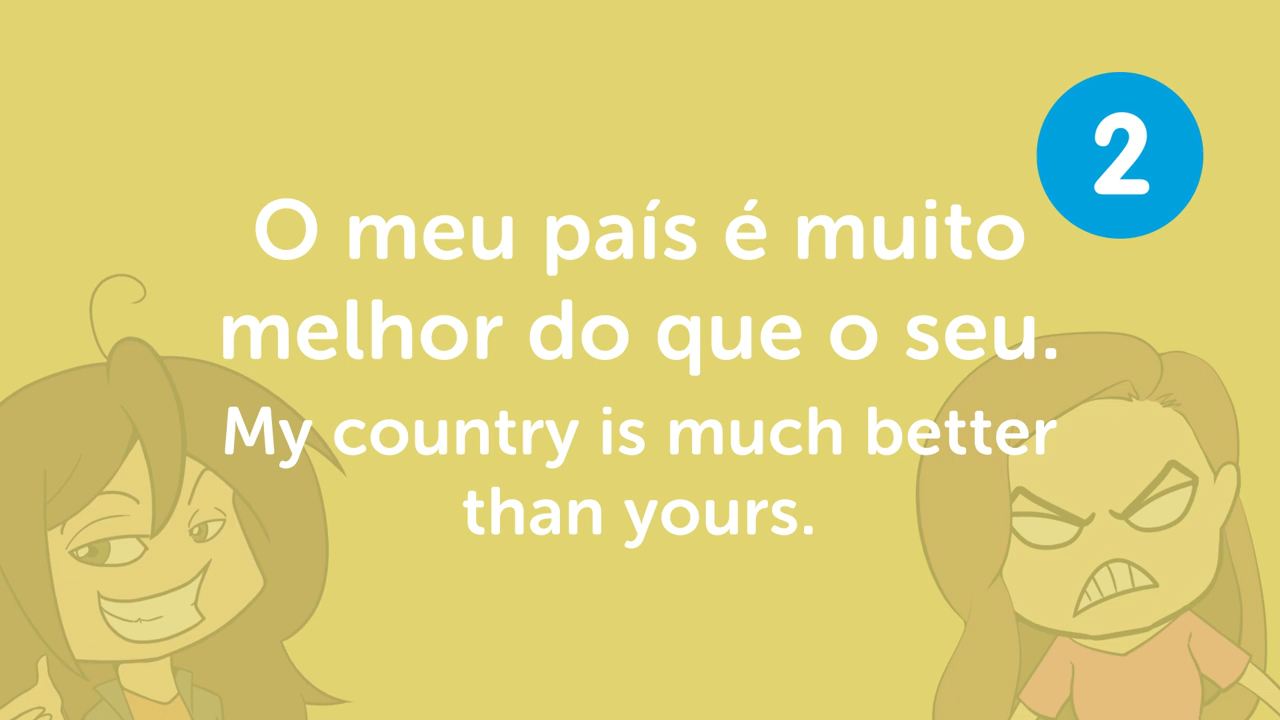 2
O meu país é muito
melhor do que o seu.
My country is much better
than yours.